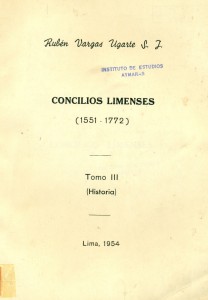 Rubén Vargas Ugarte S. J.
INSTITUTO DE ESTUDIOS
AYMARAS
CONCILIOS LIMENSES
(1551 - 1772)
Tomo III
(Historia)
Lima, 1954